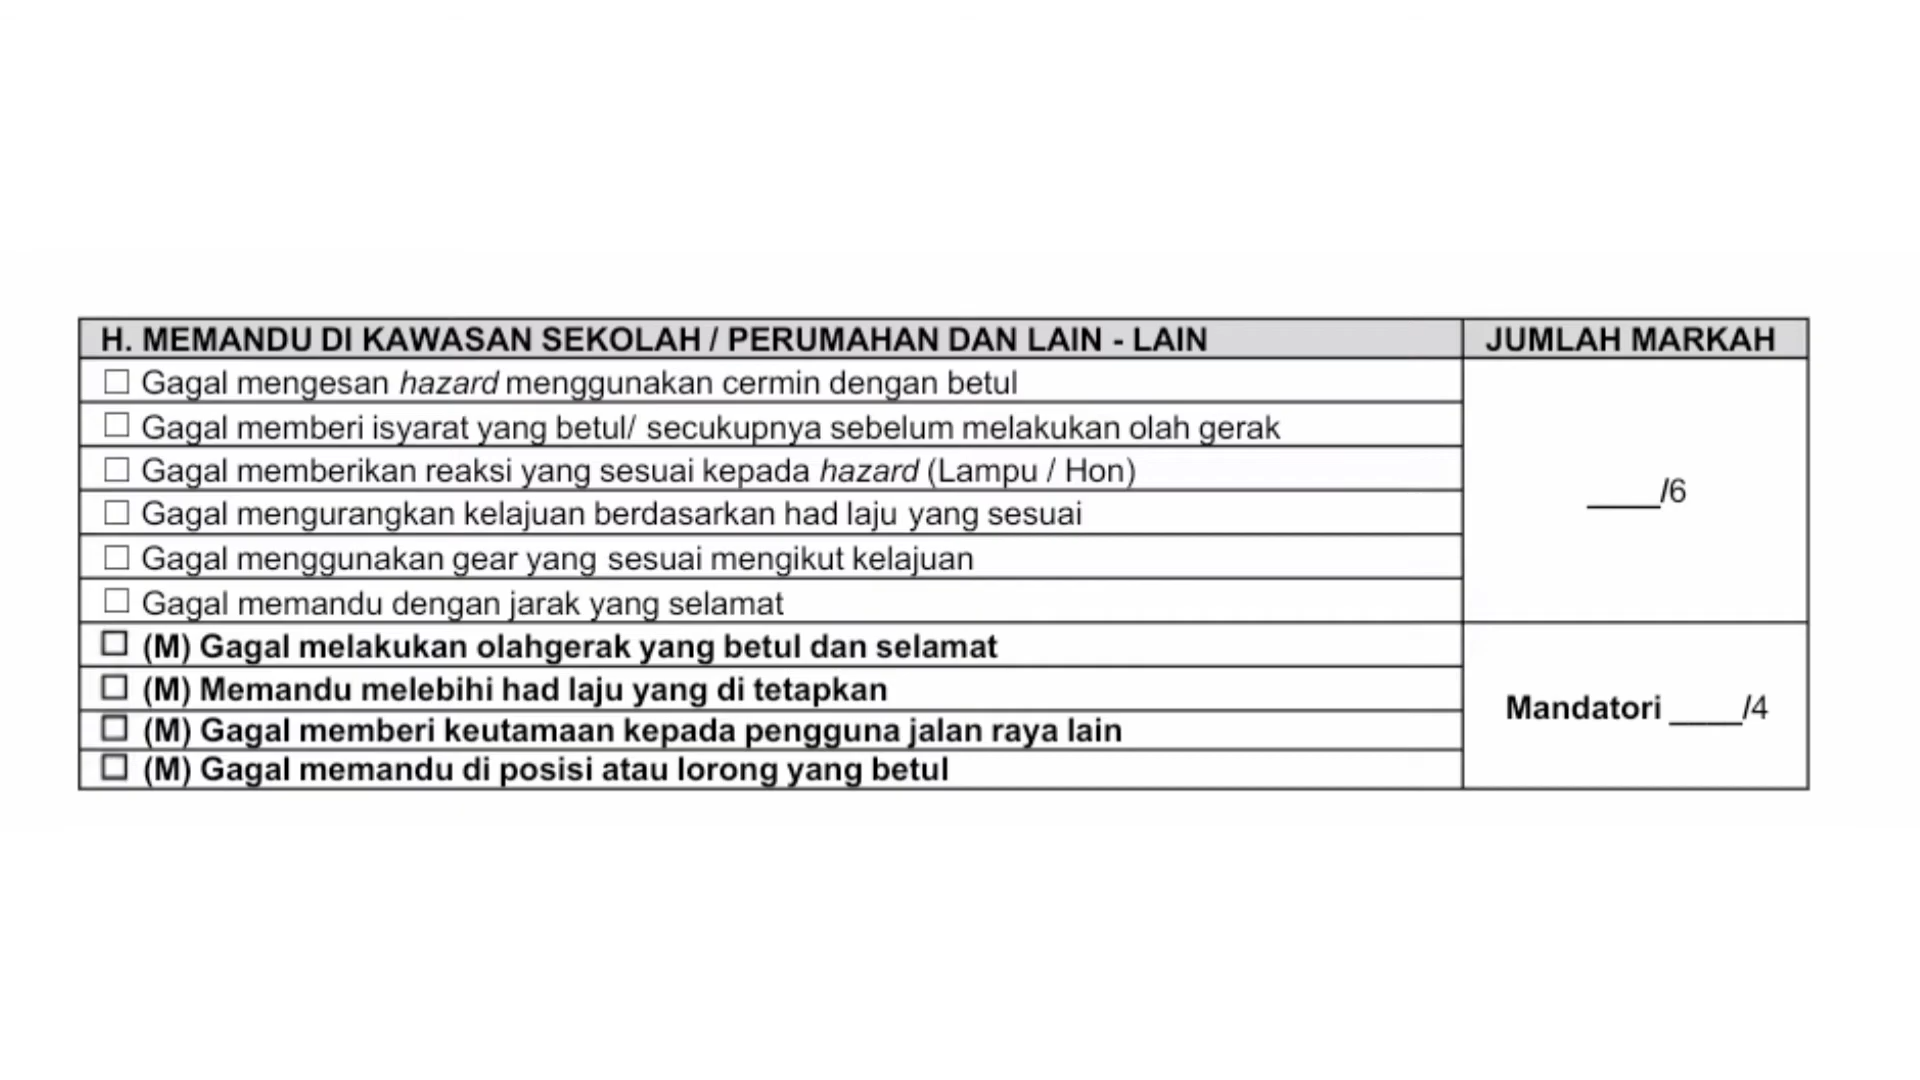 H. MEMANDU DI KAWASAN SEKOLAH / PERUMAHAN DAN LAIN - LAIN
JUMLAH MARKAH
☐ Gagal mengesan hazard menggunakan cermin dengan betul
☐ Gagal memberi isyarat yang betul/ secukupnya sebelum melakukan olah gerak
☐ Gagal memberikan reaksi yang sesuai kepada hazard (Lampu / Hon)
☐ Gagal mengurangkan kelajuan berdasarkan had laju yang sesuai
☐ Gagal menggunakan gear yang sesuai mengikut kelajuan
☐ Gagal memandu dengan jarak yang selamat
____/6
☐ (M) Gagal melakukan olahgerak yang betul dan selamat
☐ (M) Memandu melebihi had laju yang di tetapkan
☐ (M) Gagal memberi keutamaan kepada pengguna jalan raya lain
☐ (M) Gagal memandu di posisi atau lorong yang betul
Mandatori ____/4